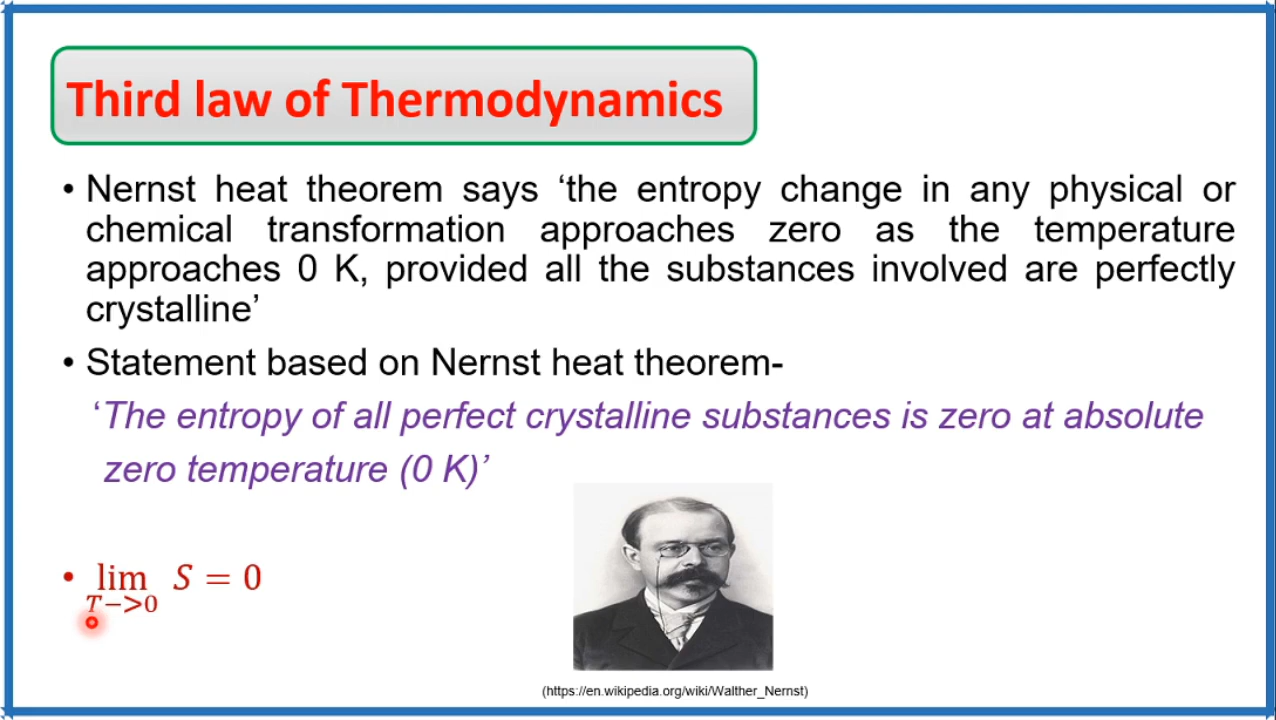 Third law of Thermodynamics
• Nernst heat theorem says ‘the entropy change in any physical or
chemical transformation approaches zero as the temperature
approaches 0 K, provided all the substances involved are perfectly
crystalline’
• Statement based on Nernst heat theorem-
‘The entropy of all perfect crystalline substances is zero at absolute
zero temperature (0 K)’
• lim S = 0
T−>0
(https://en.wikipedia.org/wiki/Walther_Nernst)